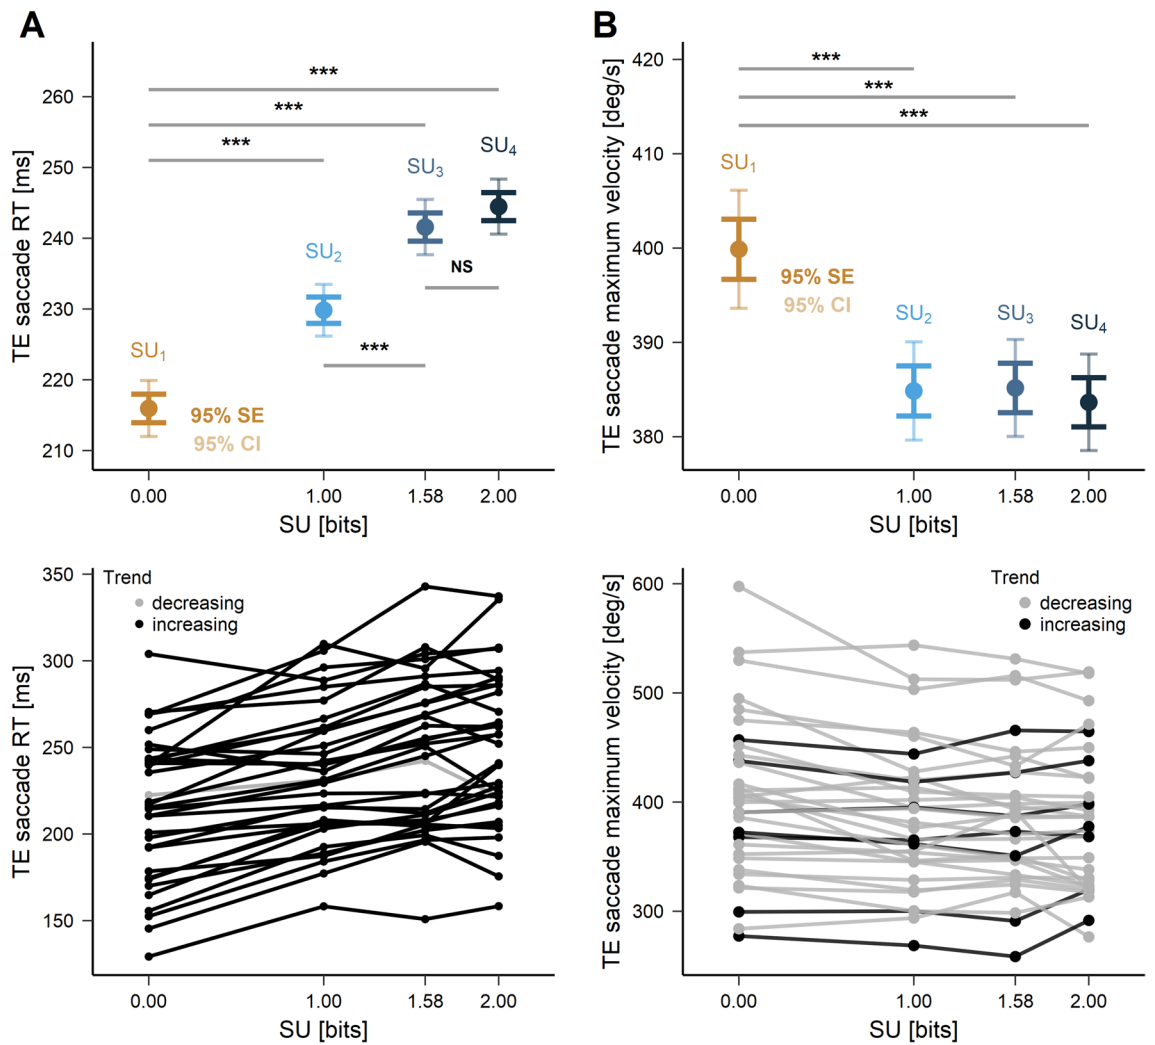 A
TE saccade RT [ms]
260
250
240
230
220
210
***
***
***
SU1
SU2
SU3
SU4
NS
***
95% SE
95% CI
0.00
1.00
1.58
2.00
SU [bits]
B
TE saccade maximum velocity [deg/s]
420
410
400
390
380
***
***
***
SU1
SU2
SU3
SU4
95% SE
95% CI
0.00
1.00
1.58
2.00
SU [bits]
TE saccade RT [ms]
350
300
250
200
150
Trend
decreasing
increasing
0.00
1.00
1.58
2.00
SU [bits]
TE saccade maximum velocity [deg/s]
600
500
400
300
Trend
decreasing
increasing
0.00
1.00
1.58
2.00
SU [bits]